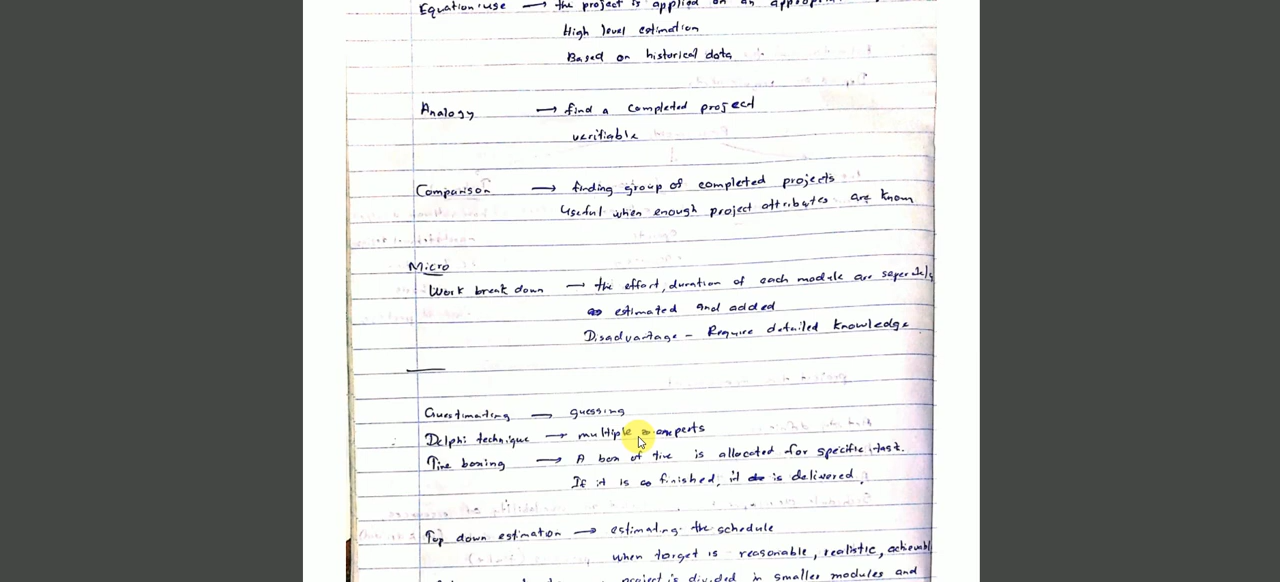 Equation use → the project is applied on an
High level estimation
Based on historical data
Analogy → find a completed project
verifiable
Comparison → finding group of completed projects
Useful when enough project attributes are known
Micro
Work break down → the effort, duration of each module are seperately
estimated and added
Disadvantage - Require detailed knowledge
Guestimating → guessing
Delphi technique → multiple experts
Time boxing → A box of time is allocated for specific task.
If it is finished, it is delivered.
Top down estimation → estimating the schedule
when target is reasonable, realistic, achievable
project is divided in smaller modules and